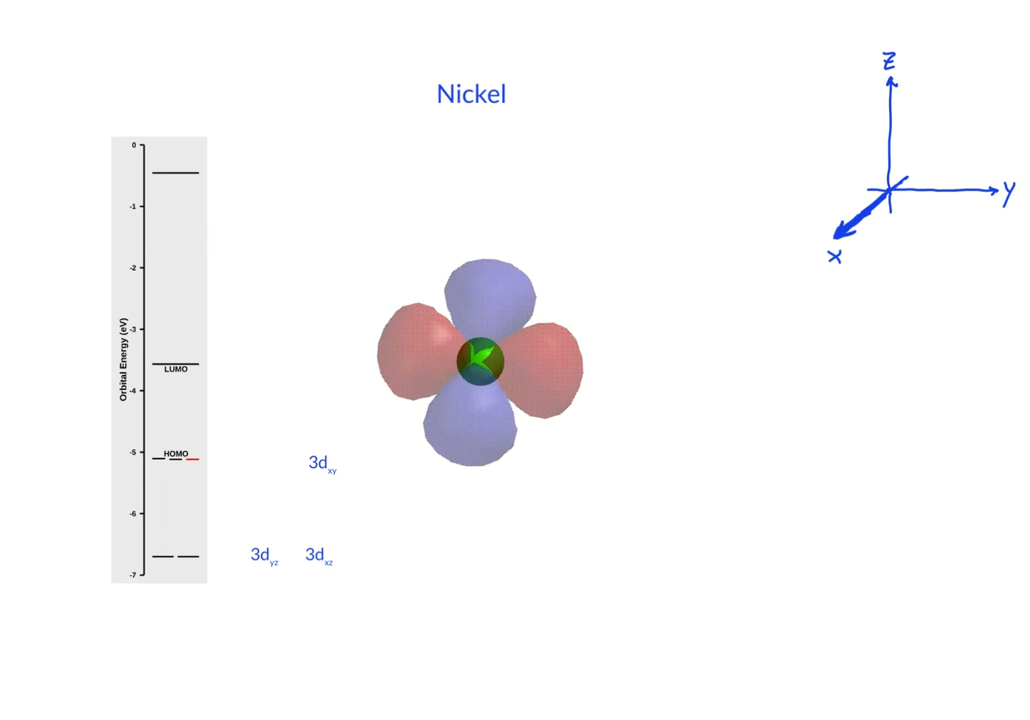 Z
Nickel
0
-1
Y
X
-2
-3
Orbital Energy (eV)
LUMO
-4
-5
HOMO
3dxy
-6
3dyz 3dxz
-7